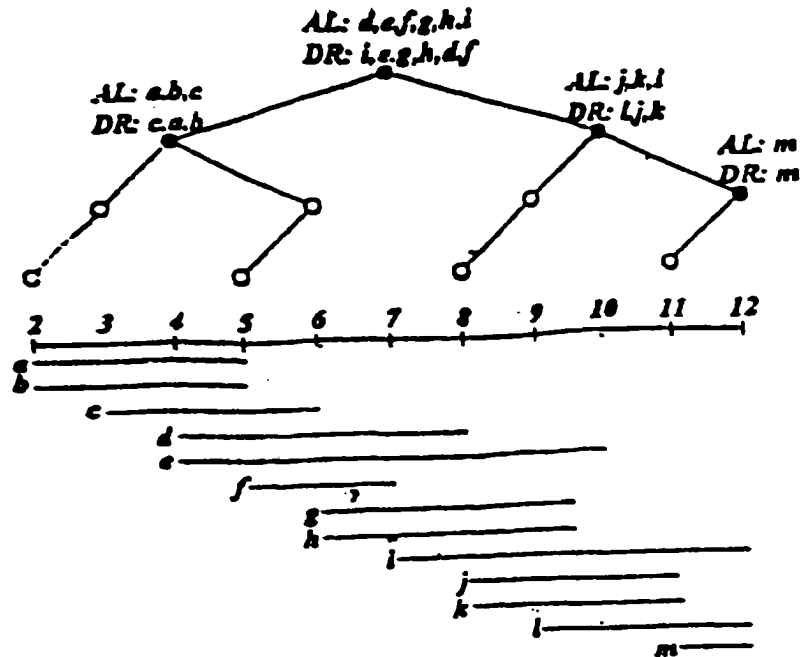 AL: d,e,f,g,h,i
DR: i,e,g,h,d,f
AL: a,b,c
DR: c,a,b
AL: j,k,l
DR: l,j,k
AL: m
DR: m
2 3 4 5 6 7 8 9 10 11 12
a
b
c
d
e
f
g
h
i
j
k
l
m